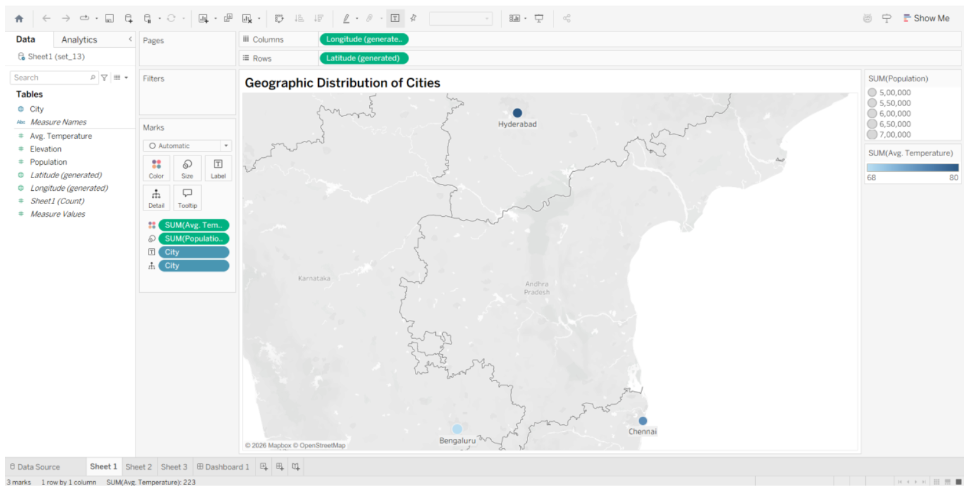 Show Me
Data
Analytics
Pages
Columns
Longitude (generate..
Rows
Latitude (generated)
Sheet1 (set_13)
Search
Tables
City
Abc Measure Names
Avg. Temperature
Elevation
Population
Latitude (generated)
Longitude (generated)
Sheet1 (Count)
Measure Values
Filters
Marks
Automatic
Color
Size
Label
Detail
Tooltip
SUM(Avg. Tem..
SUM(Populatio..
City
City
Geographic Distribution of Cities
Hyderabad
Karnataka
Andhra
Pradesh
Bengaluru
Chennai
© 2026 Mapbox © OpenStreetMap
SUM(Population)
5,00,000
5,50,000
6,00,000
6,50,000
7,00,000
SUM(Avg. Temperature)
68
80
Data Source
Sheet 1
Sheet 2
Sheet 3
Dashboard 1
3 marks
1 row by 1 column
SUM(Avg. Temperature): 223